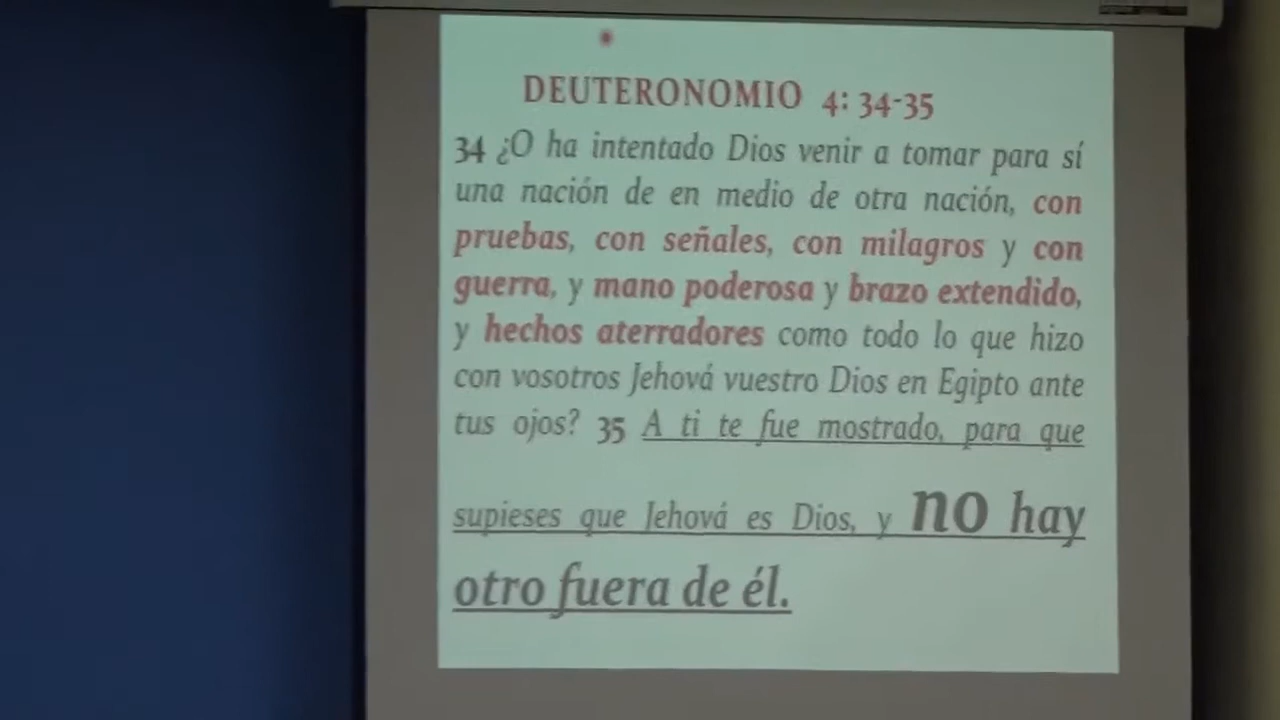 DEUTERONOMIO 4: 34-35
34 ¿O ha intentado Dios venir a tomar para sí
una nación de en medio de otra nación, con
pruebas, con señales, con milagros y con
guerra, y mano poderosa y brazo extendido,
y hechos aterradores como todo lo que hizo
con vosotros Jehová vuestro Dios en Egipto ante
tus ojos? 35 A ti te fue mostrado, para que
supieses que Jehová es Dios, y no hay
otro fuera de él.